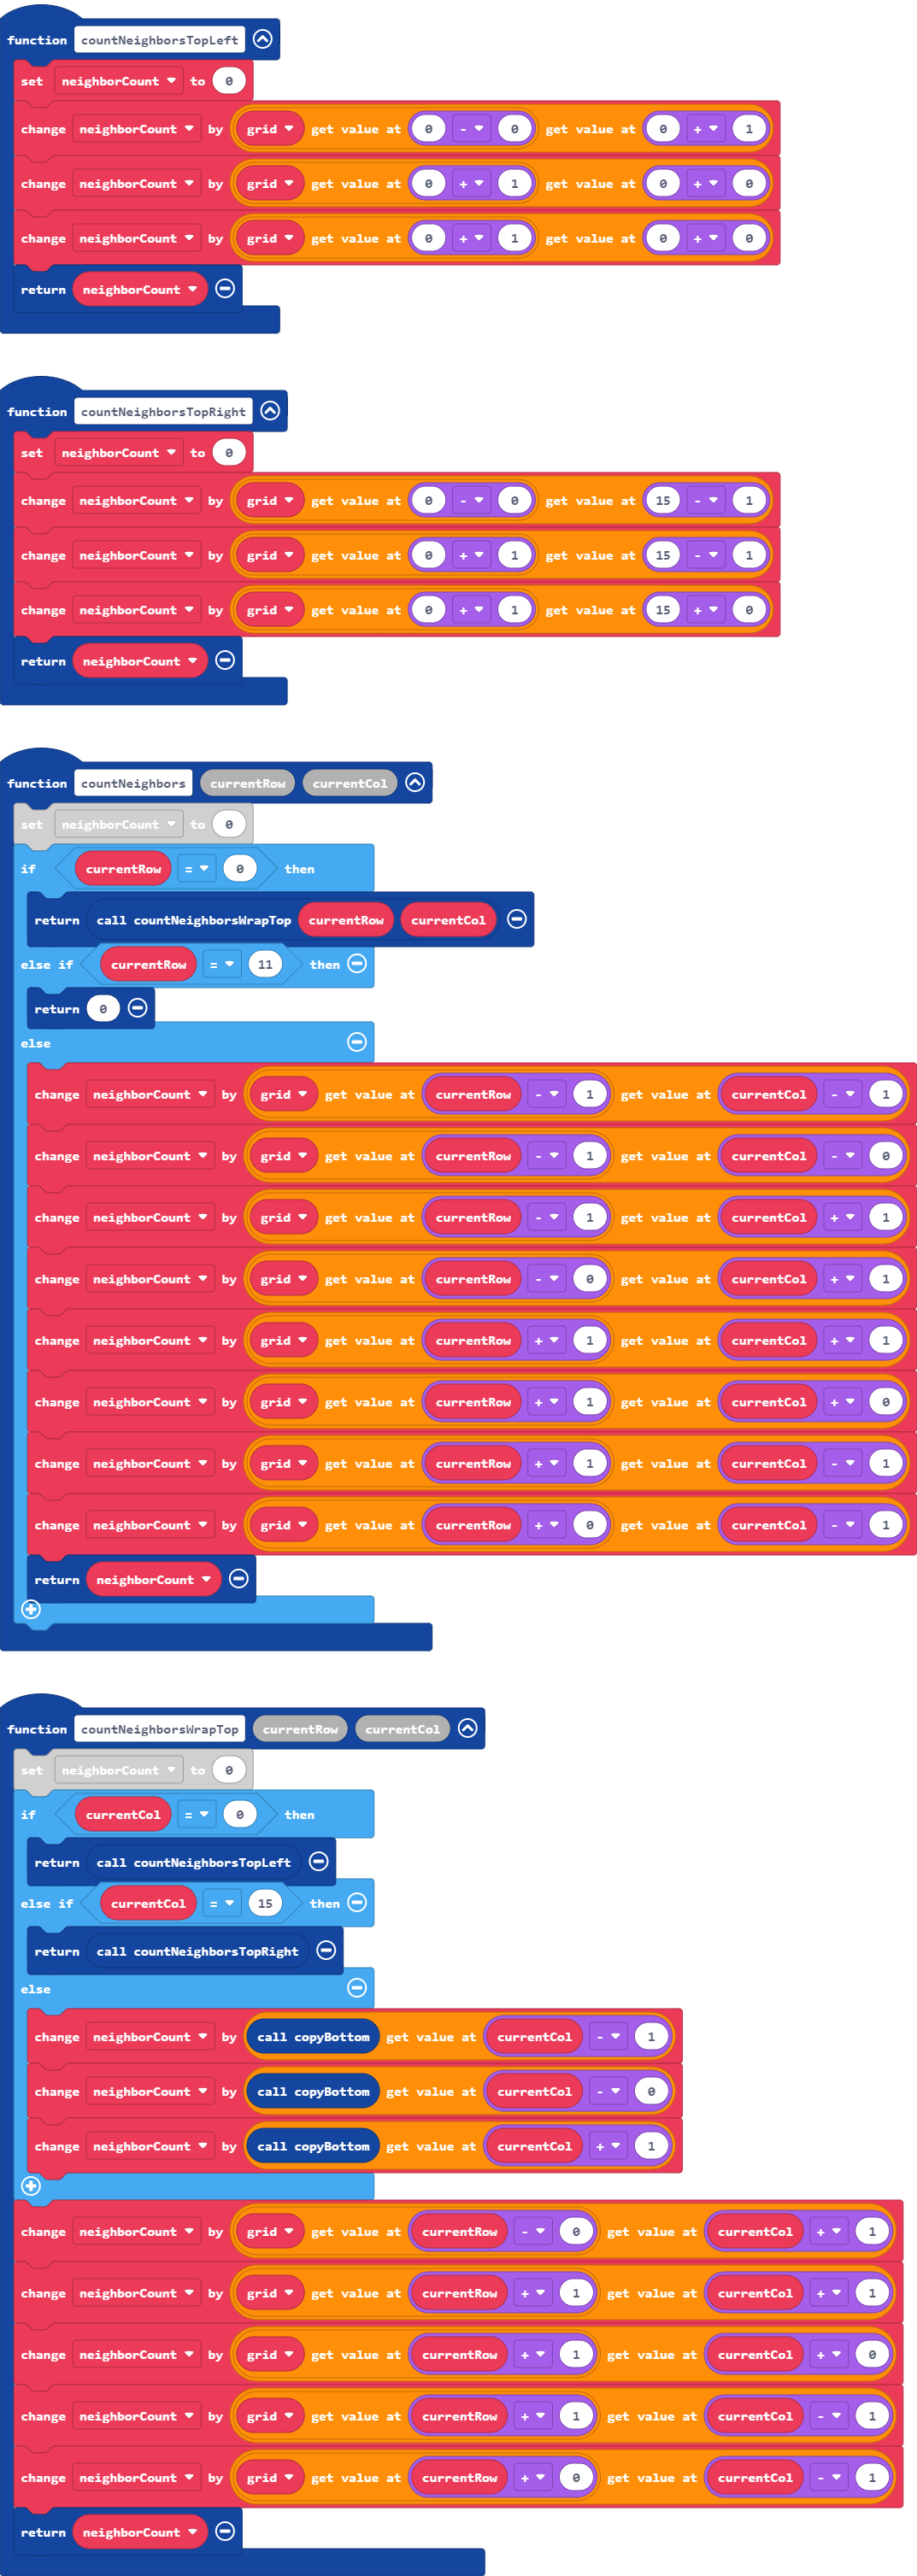 function countNeighborsTopLeft
set neighborCount to 0
change neighborCount by grid get value at 0 - 0 get value at 0 + 1
change neighborCount by grid get value at 0 + 1 get value at 0 + 0
change neighborCount by grid get value at 0 + 1 get value at 0 + 0
return neighborCount
function countNeighborsTopRight
set neighborCount to 0
change neighborCount by grid get value at 0 - 0 get value at 15 - 1
change neighborCount by grid get value at 0 + 1 get value at 15 - 1
change neighborCount by grid get value at 0 + 1 get value at 15 + 0
return neighborCount
function countNeighbors currentRow currentCol
set neighborCount to 0
if currentRow = 0 then
return call countNeighborsWrapTop currentRow currentCol
else if currentRow = 11 then
return 0
else
change neighborCount by grid get value at currentRow - 1 get value at currentCol - 1
change neighborCount by grid get value at currentRow - 1 get value at currentCol - 0
change neighborCount by grid get value at currentRow - 1 get value at currentCol + 1
change neighborCount by grid get value at currentRow - 0 get value at currentCol + 1
change neighborCount by grid get value at currentRow + 1 get value at currentCol + 1
change neighborCount by grid get value at currentRow + 1 get value at currentCol + 0
change neighborCount by grid get value at currentRow + 1 get value at currentCol - 1
change neighborCount by grid get value at currentRow + 0 get value at currentCol - 1
return neighborCount
function countNeighborsWrapTop currentRow currentCol
set neighborCount to 0
if currentCol = 0 then
return call countNeighborsTopLeft
else if currentCol = 15 then
return call countNeighborsTopRight
else
change neighborCount by call copyBottom get value at currentCol - 1
change neighborCount by call copyBottom get value at currentCol - 0
change neighborCount by call copyBottom get value at currentCol + 1
change neighborCount by grid get value at currentRow - 0 get value at currentCol + 1
change neighborCount by grid get value at currentRow + 1 get value at currentCol + 1
change neighborCount by grid get value at currentRow + 1 get value at currentCol + 0
change neighborCount by grid get value at currentRow + 1 get value at currentCol - 1
change neighborCount by grid get value at currentRow + 0 get value at currentCol - 1
return neighborCount